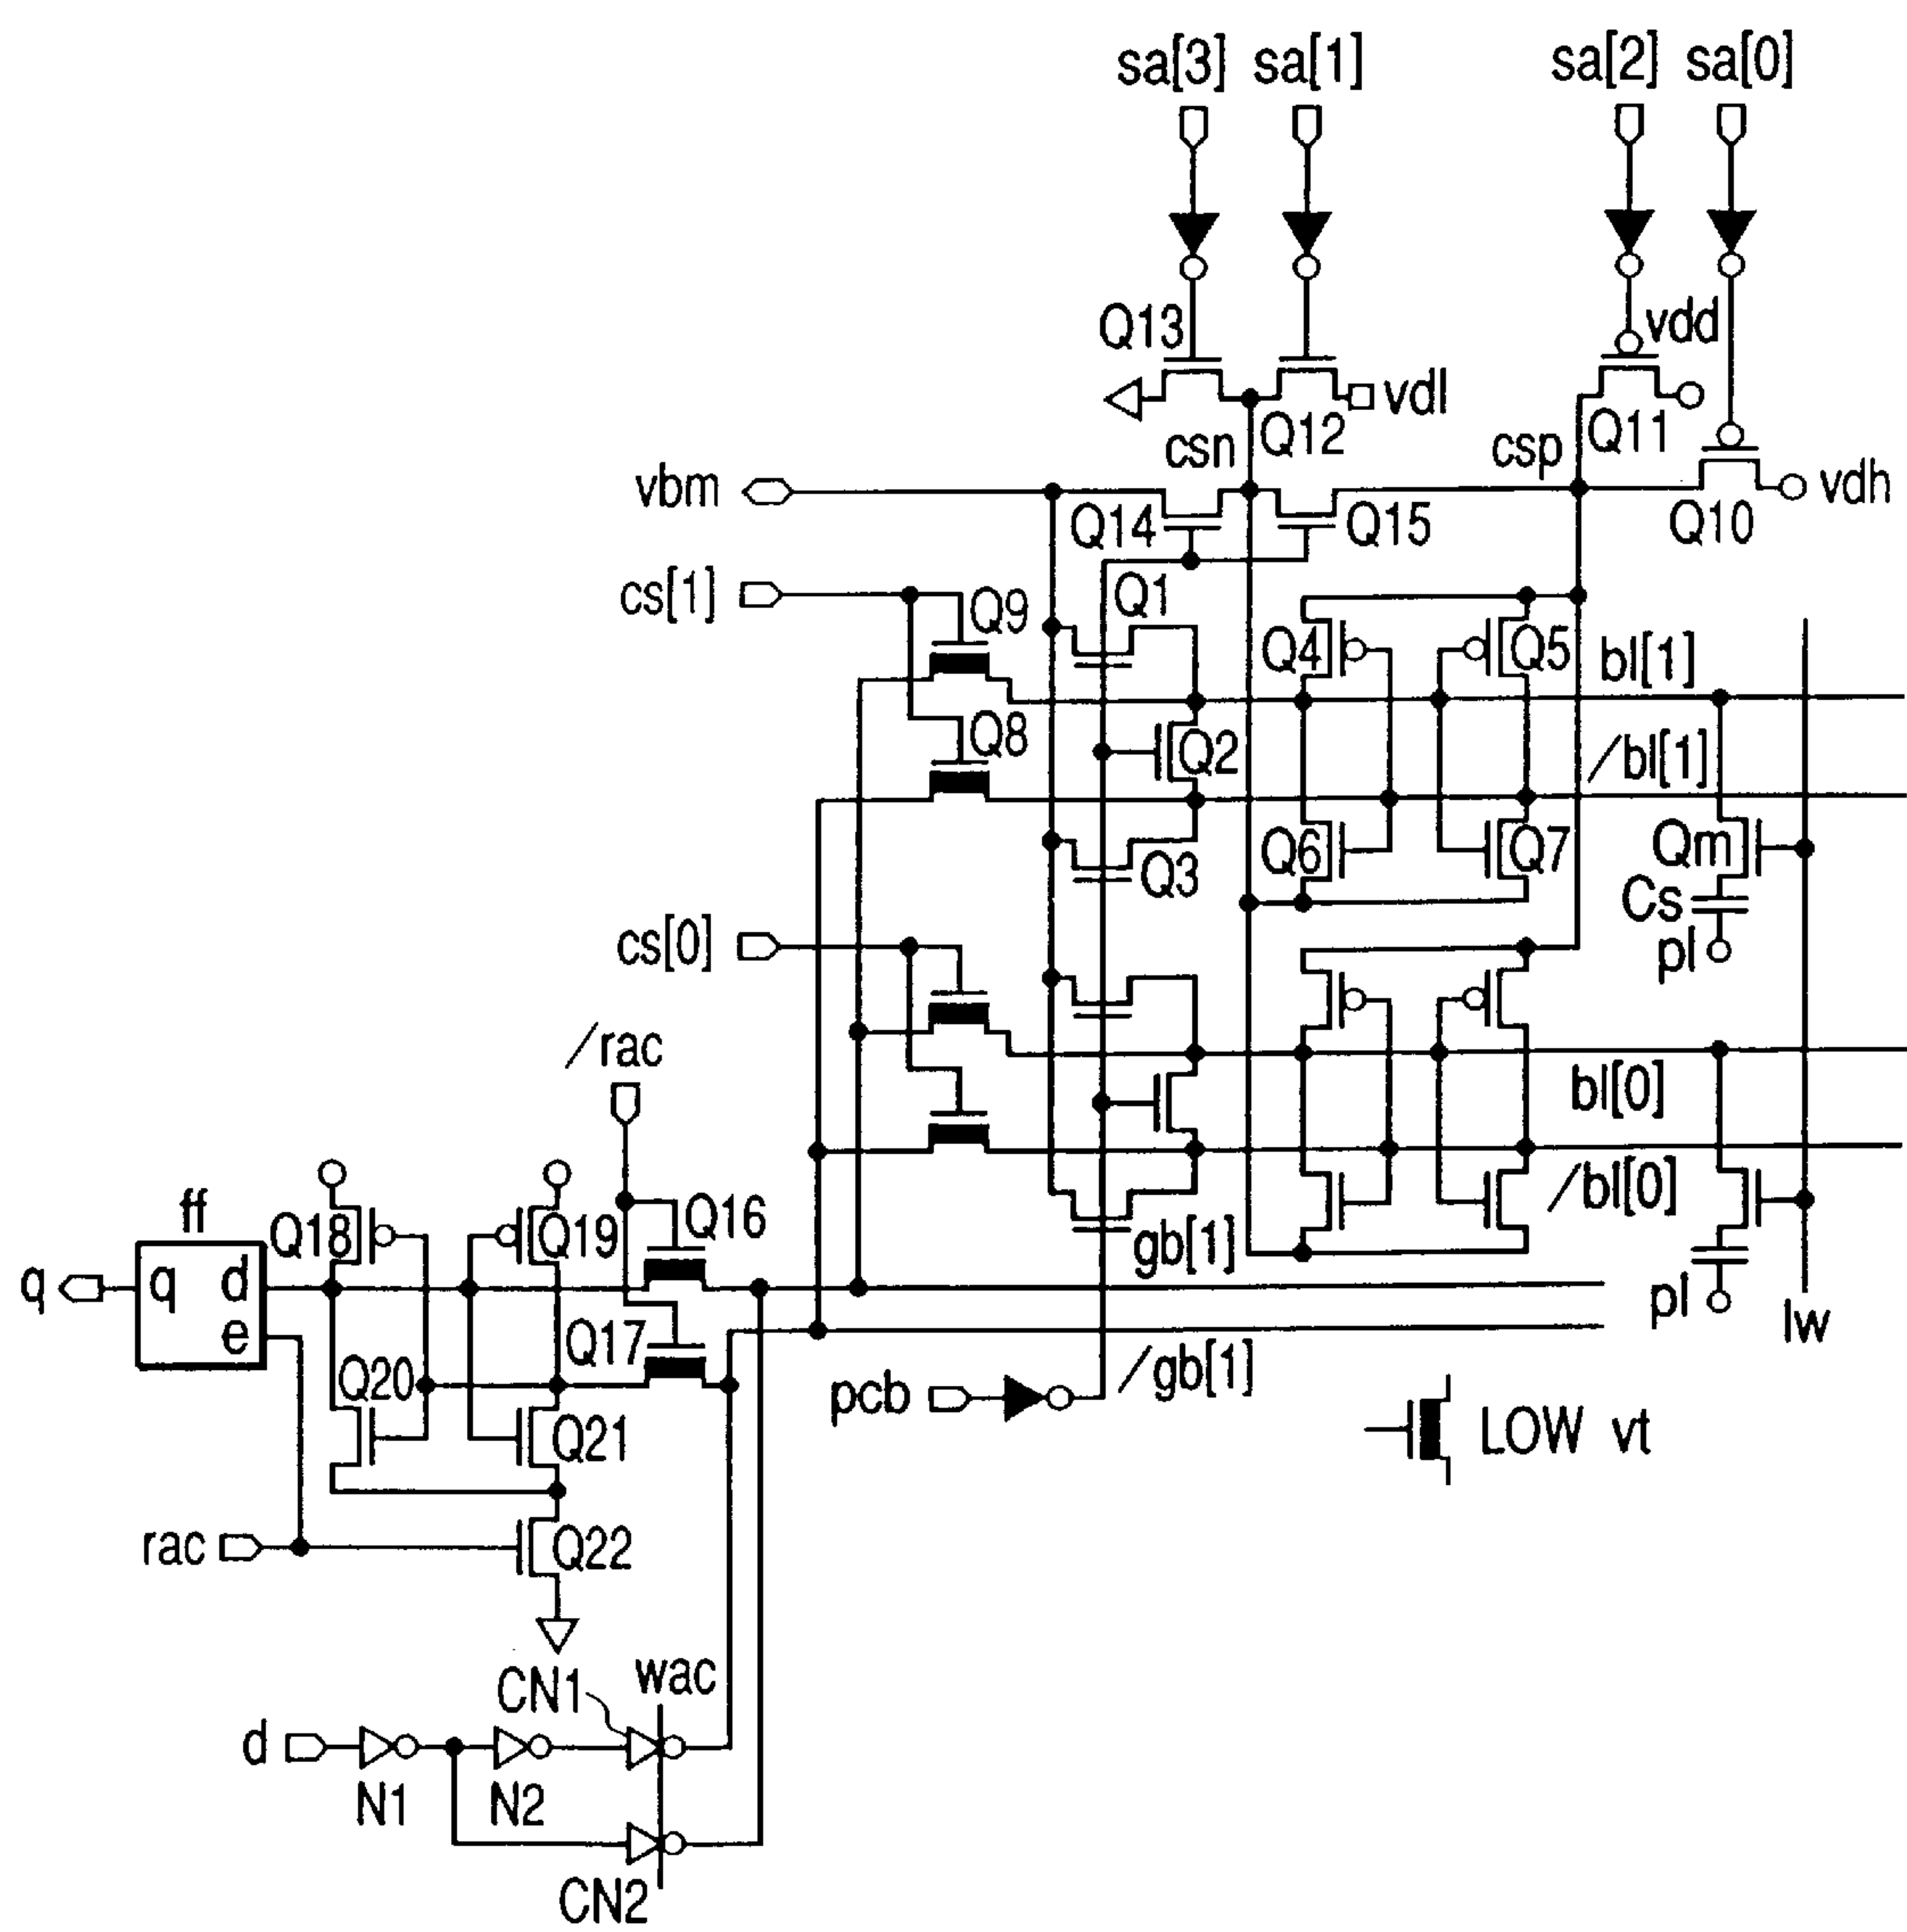 sa[3] sa[1] sa[2] sa[0]
Q13 vdd
vdl
csn Q12 csp Q11
vbm vdh
Q14 Q15 Q10
cs[1] Q9 Q1
Q4 Q5 bl[1]
Q8 Q2 /bl[1]
Q3 Q6 Q7 Qm
Cs
cs[0] pl
/rac
bl[0]
/bl[0]
ff Q18 Q19 Q16 gb[1]
q q d
e pl
Q17 lw
Q20 /gb[1]
pcb
Q21 LOW vt
rac Q22
CN1 wac
d
N1 N2
CN2